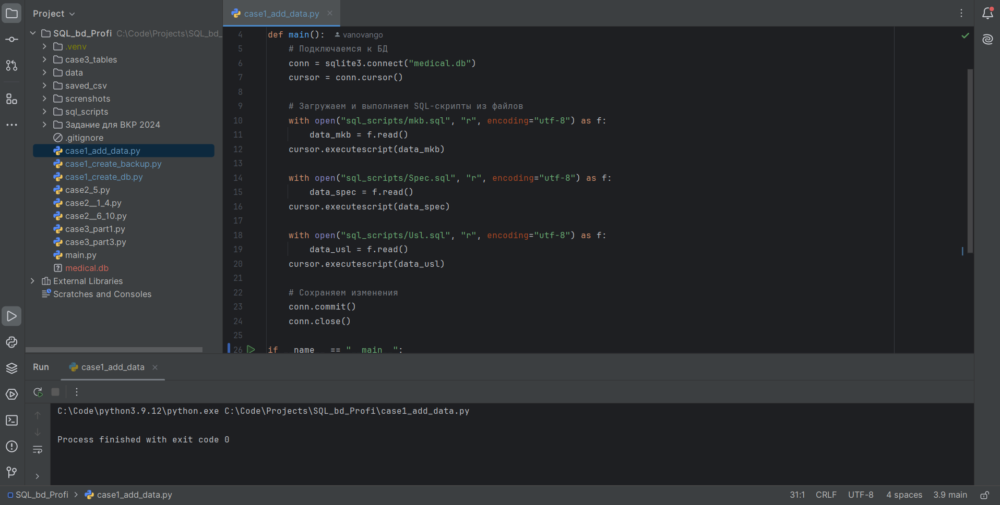 Project
SQL_bd_Profi C:\Code\Projects\SQL_bd_
.venv
case3_tables
data
saved_csv
screnshots
sql_scripts
Задание для ВКР 2024
.gitignore
case1_add_data.py
case1_create_backup.py
case1_create_db.py
case2_5.py
case2__1_4.py
case2__6_10.py
case3_part1.py
case3_part3.py
main.py
medical.db
External Libraries
Scratches and Consoles
case1_add_data.py
4 def main(): vanovango
5 # Подключаемся к БД
6 conn = sqlite3.connect("medical.db")
7 cursor = conn.cursor()
8
9 # Загружаем и выполняем SQL-скрипты из файлов
10 with open("sql_scripts/mkb.sql", "r", encoding="utf-8") as f:
11 data_mkb = f.read()
12 cursor.executescript(data_mkb)
13
14 with open("sql_scripts/Spec.sql", "r", encoding="utf-8") as f:
15 data_spec = f.read()
16 cursor.executescript(data_spec)
17
18 with open("sql_scripts/Usl.sql", "r", encoding="utf-8") as f:
19 data_usl = f.read()
20 cursor.executescript(data_usl)
21
22 # Сохраняем изменения
23 conn.commit()
24 conn.close()
25
26 if name == " main ":
Run case1_add_data
C:\Code\python3.9.12\python.exe C:\Code\Projects\SQL_bd_Profi\case1_add_data.py
Process finished with exit code 0
SQL_bd_Profi case1_add_data.py 31:1 CRLF UTF-8 4 spaces 3.9 main